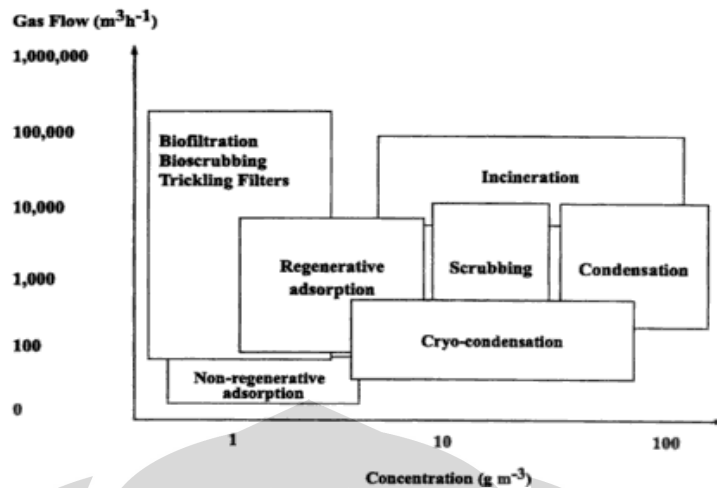 Gas Flow (m³h⁻¹)
1,000,000
100,000
10,000
1,000
100
0
Biofiltration
Bioscrubbing
Trickling Filters
Incineration
Regenerative
adsorption
Scrubbing
Condensation
Cryo-condensation
Non-regenerative
adsorption
1
10
100
Concentration (g m⁻³)